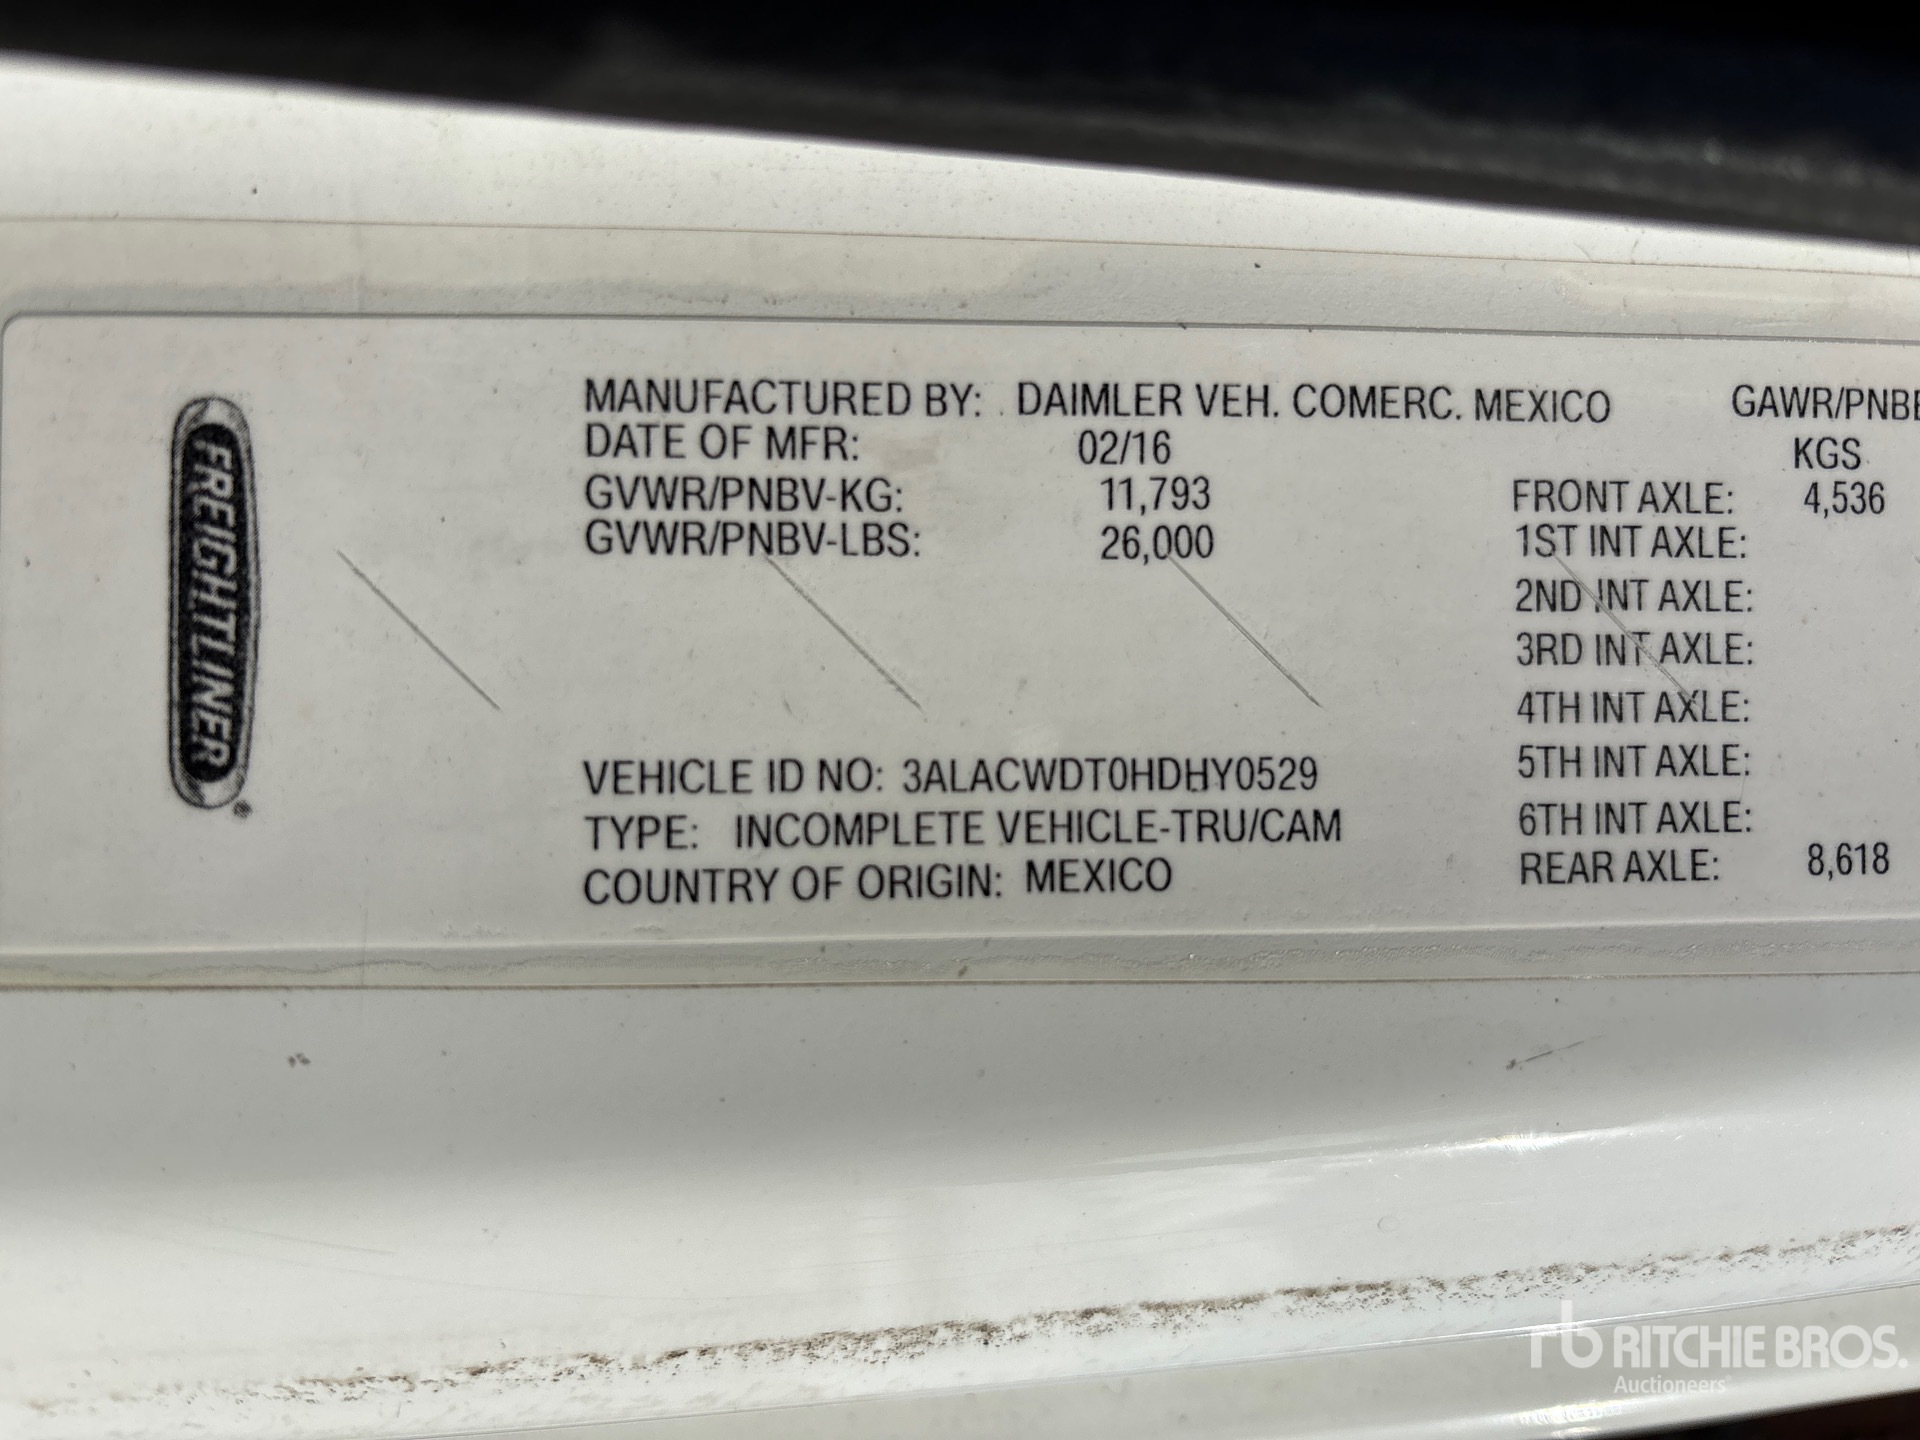 FREIGHTLINER®
MANUFACTURED BY: DAIMLER VEH. COMERC. MEXICO
DATE OF MFR: 02/16
GVWR/PNBV-KG: 11,793
GVWR/PNBV-LBS: 26,000
VEHICLE ID NO: 3ALACWDT0HDHY0529
TYPE: INCOMPLETE VEHICLE-TRU/CAM
COUNTRY OF ORIGIN: MEXICO
GAWR/PNBE
KGS
FRONT AXLE: 4,536
1ST INT AXLE:
2ND INT AXLE:
3RD INT AXLE:
4TH INT AXLE:
5TH INT AXLE:
6TH INT AXLE:
REAR AXLE: 8,618
rb RITCHIE BROS.
Auctioneers